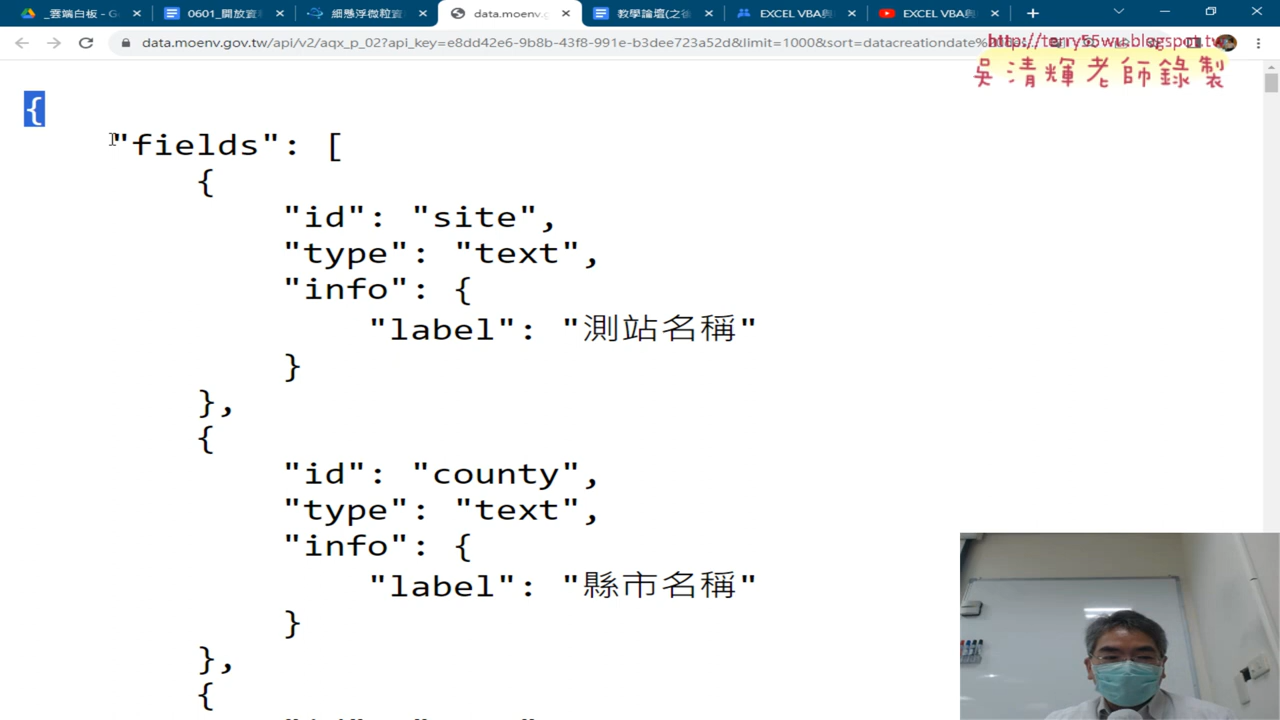 _雲端白板 - G
0601_開放資
細懸浮微粒資
data.moenv.g
教學論壇(之後
EXCEL VBA與
EXCEL VBA與
data.moenv.gov.tw/api/v2/aqx_p_02?api_key=e8dd42e6-9b8b-43f8-991e-b3dee723a52d&limit=1000&sort=datacreationdate%
http://terry55wu.blogspot.tw
吳清輝老師錄製
{
"fields": [
{
"id": "site",
"type": "text",
"info": {
"label": "測站名稱"
}
},
{
"id": "county",
"type": "text",
"info": {
"label": "縣市名稱"
}
},
{